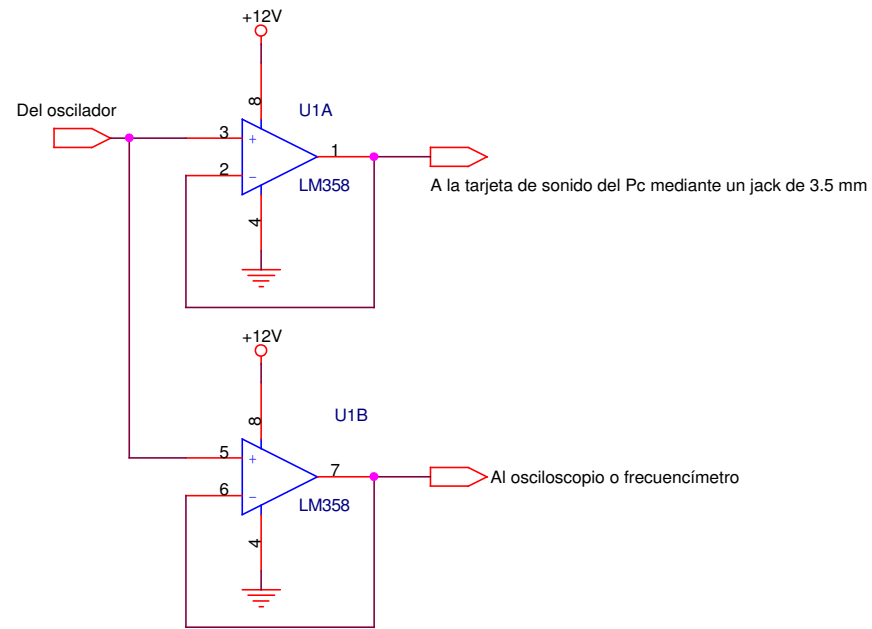 +12V
Del oscilador
8
U1A
3
+
1
2
-
LM358
A la tarjeta de sonido del Pc mediante un jack de 3.5 mm
4
+12V
8
U1B
5
+
7
6
-
LM358
Al osciloscopio o frecuencímetro
4